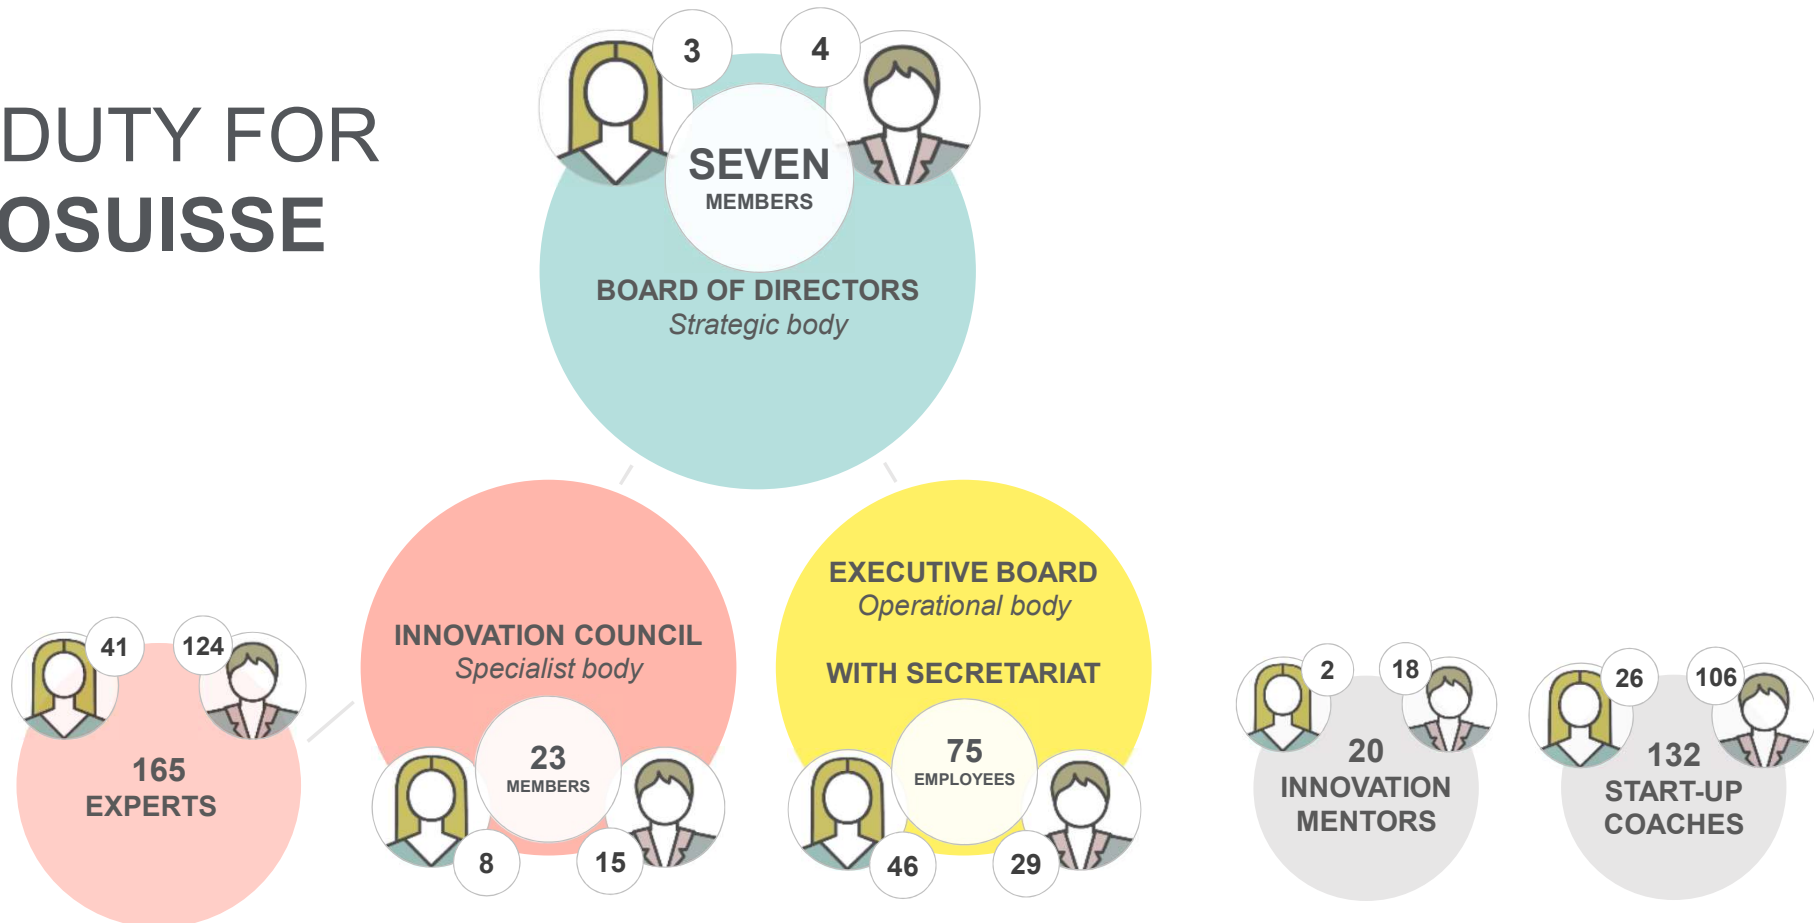 DUTY FOR
OSUISSE
3
4
SEVEN
MEMBERS
BOARD OF DIRECTORS
Strategic body
INNOVATION COUNCIL
Specialist body
23
MEMBERS
8
15
EXECUTIVE BOARD
Operational body
WITH SECRETARIAT
75
EMPLOYEES
46
29
41
124
165
EXPERTS
2
18
20
INNOVATION
MENTORS
26
106
132
START-UP
COACHES